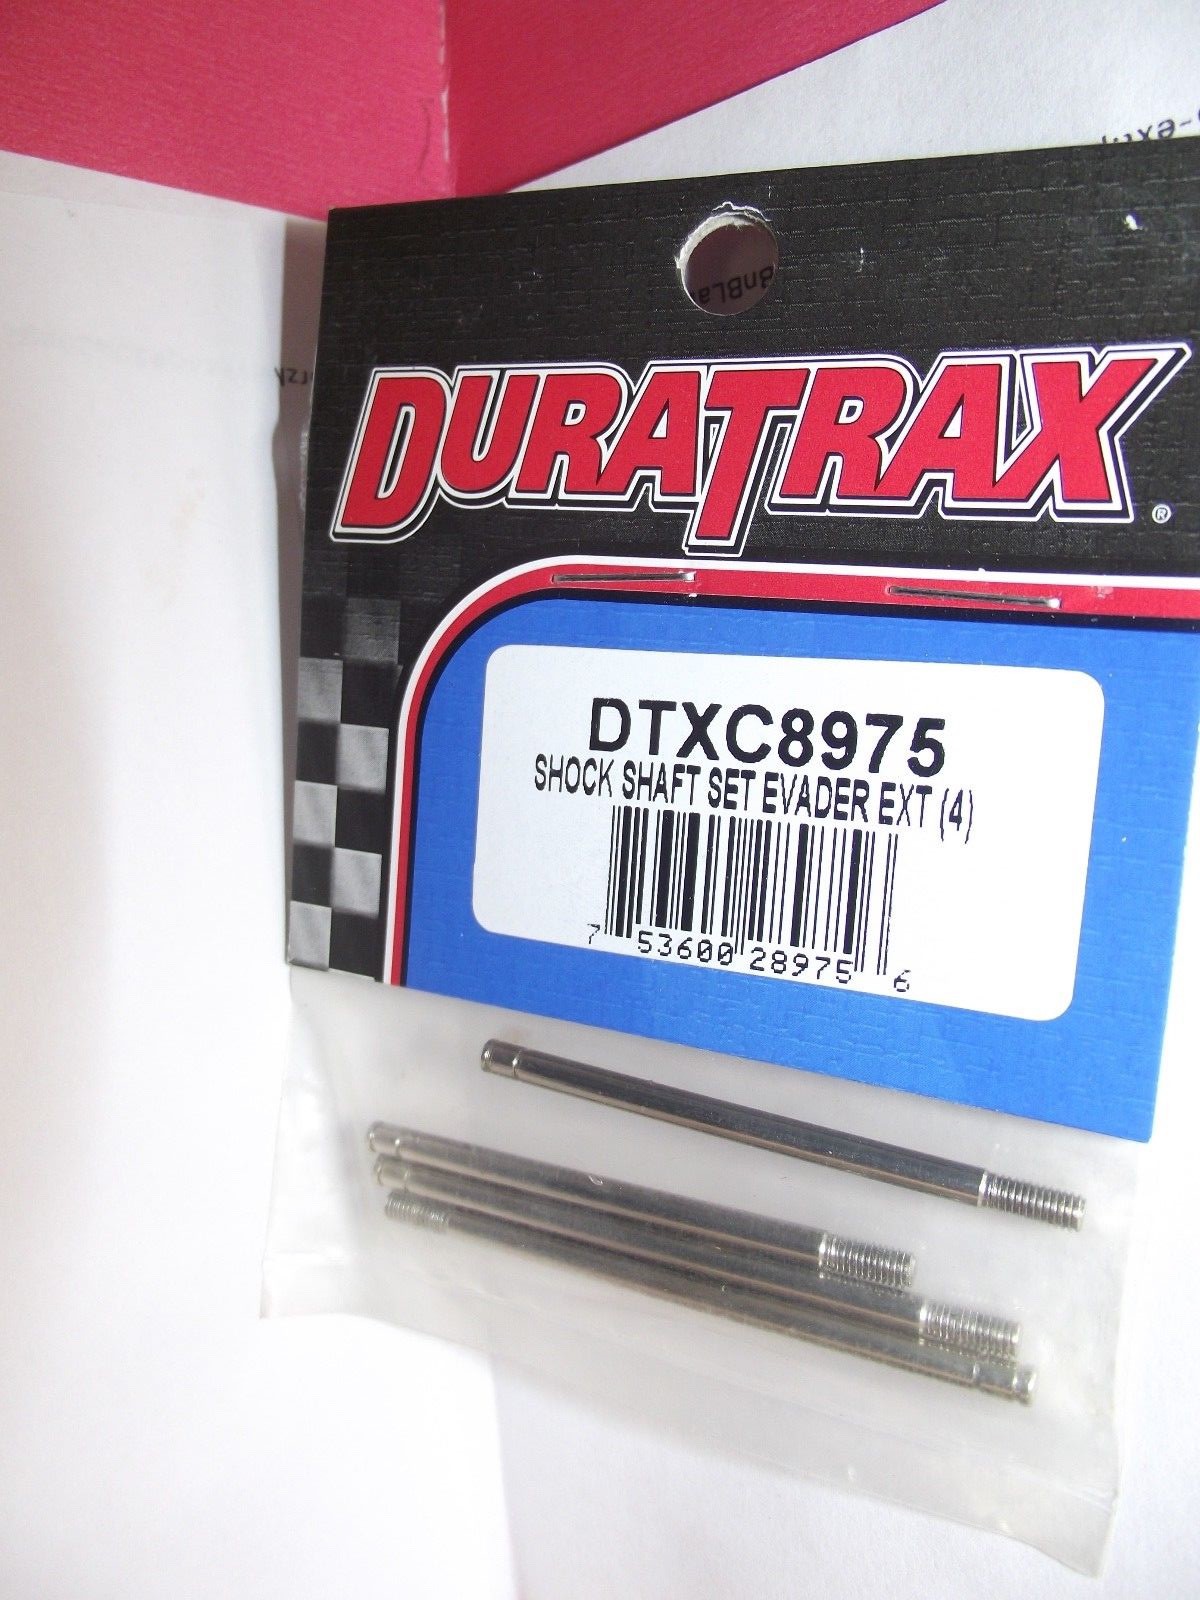 DURATRAX®
DTXC8975
SHOCK SHAFT SET EVADER EXT (4)
7 53600 28975 6